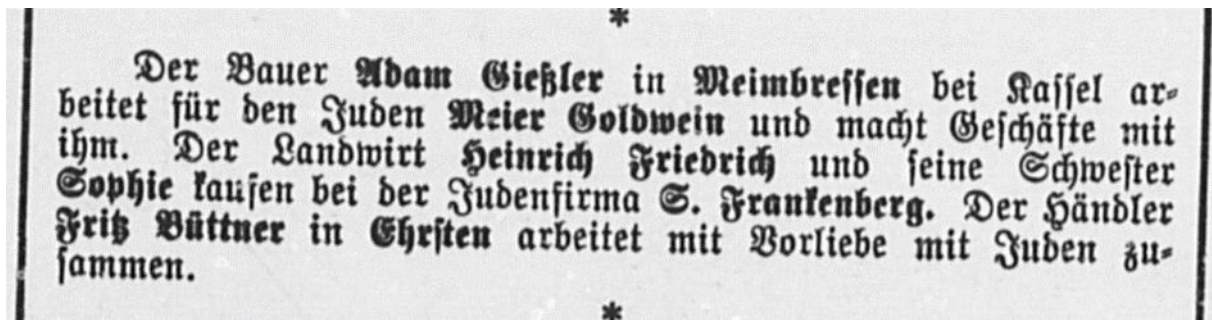 *
Der Bauer Adam Gießler in Meimbressen bei Kassel ar-
beitet für den Juden Meier Goldwein und macht Geschäfte mit
ihm. Der Landwirt Heinrich Friedrich und seine Schwester
Sophie kaufen bei der Judenfirma S. Frankenberg. Der Händler
Fritz Büttner in Ehrsten arbeitet mit Vorliebe mit Juden zu-
sammen.
*